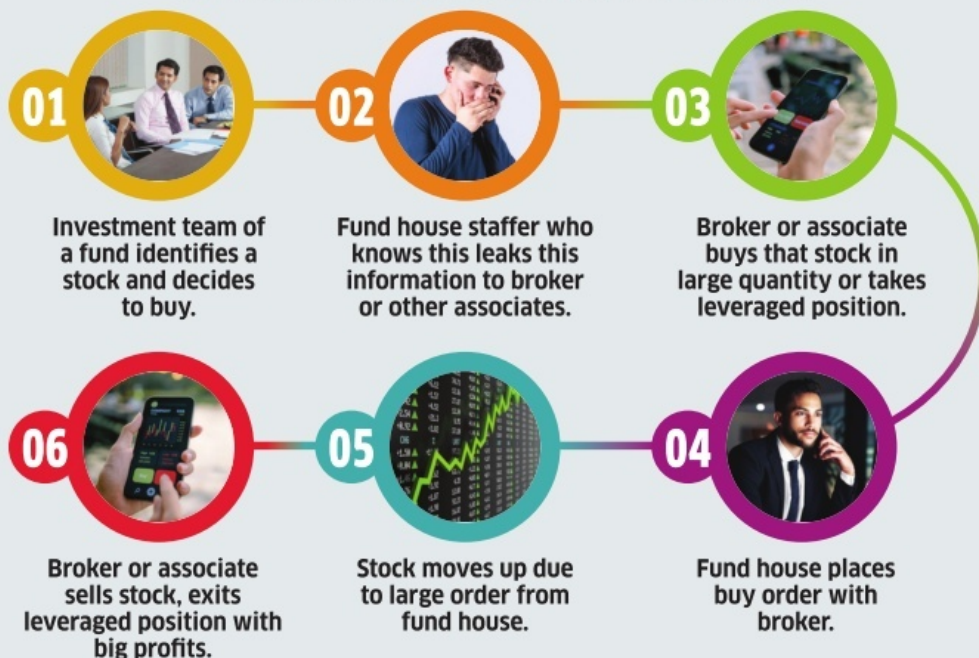 01
Investment team of
a fund identifies a
stock and decides
to buy.
02
Fund house staffer who
knows this leaks this
information to broker
or other associates.
03
Broker or associate
buys that stock in
large quantity or takes
leveraged position.
04
Fund house places
buy order with
broker.
05
Stock moves up due
to large order from
fund house.
06
Broker or associate
sells stock, exits
leveraged position with
big profits.